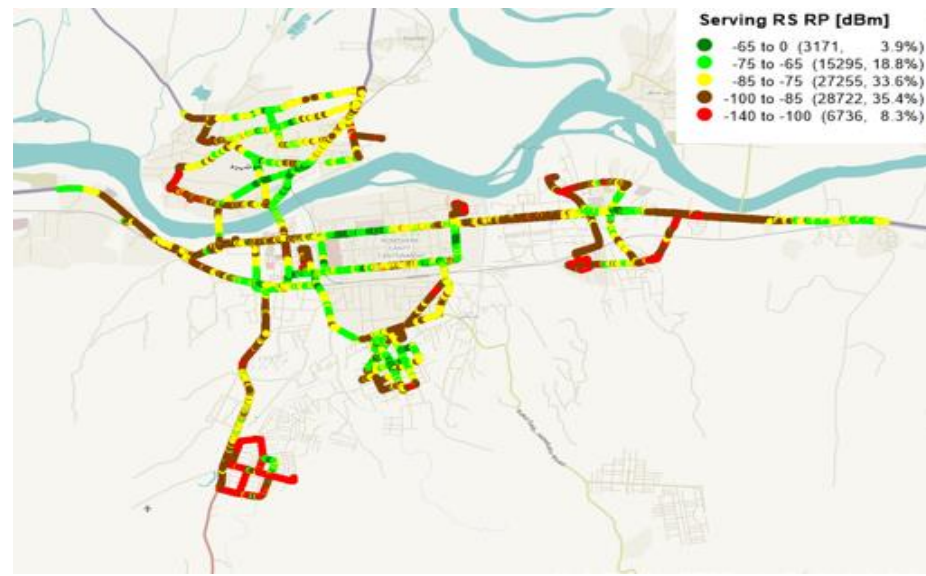 Serving RS RP [dBm]
-65 to 0 (3171, 3.9%)
-75 to -65 (15295, 18.8%)
-85 to -75 (27255, 33.6%)
-100 to -85 (28722, 35.4%)
-140 to -100 (6736, 8.3%)